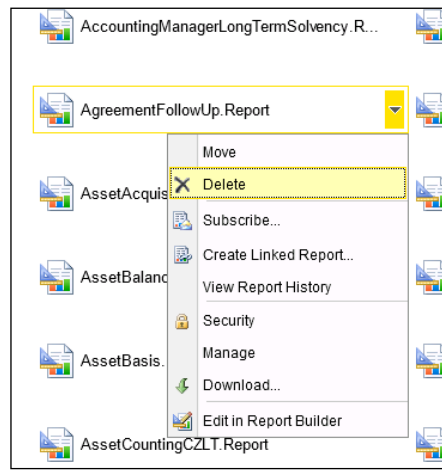 AccountingManagerLongTermSolvency.R...
AgreementFollowUp.Report
Move
AssetAcquis
Delete
Subscribe...
Create Linked Report...
AssetBalanc
View Report History
Security
AssetBasis.
Manage
Download...
Edit in Report Builder
AssetCountingCZLT.Report